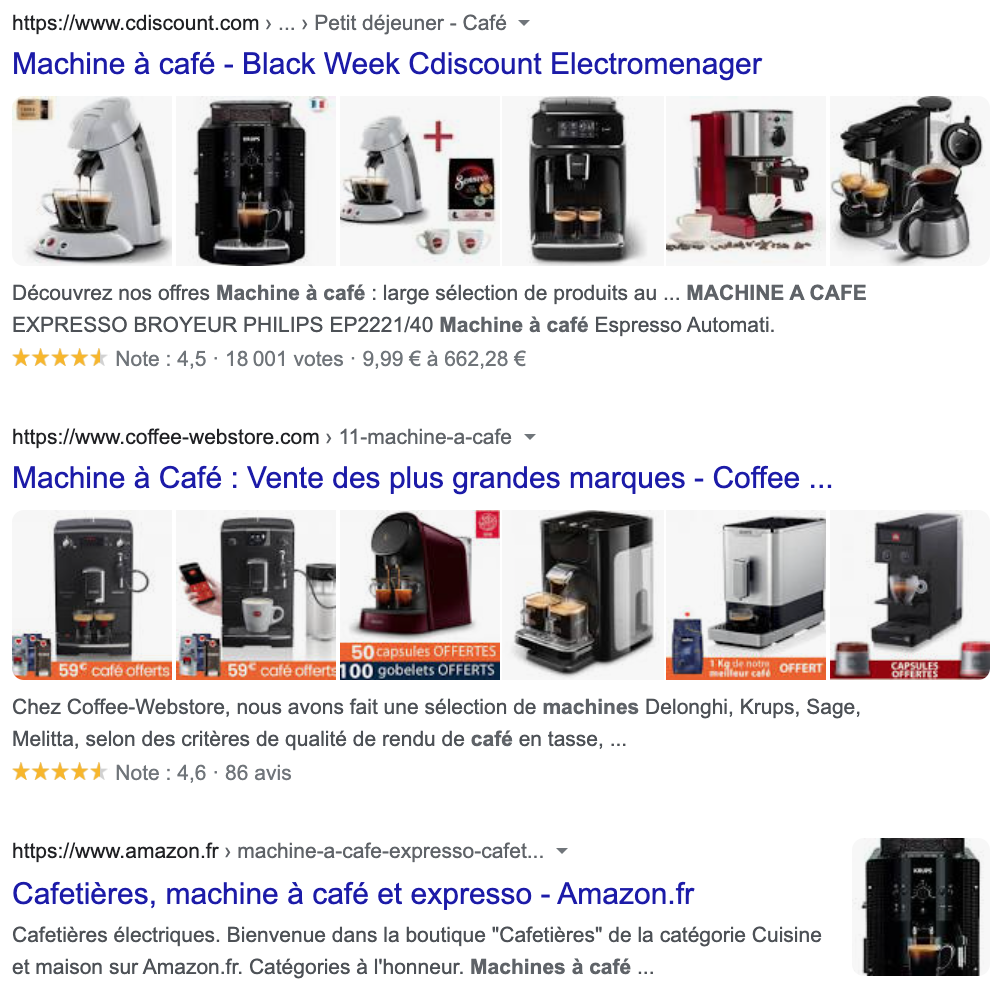 https://www.cdiscount.com › ... › Petit déjeuner - Café
Machine à café - Black Week Cdiscount Electromenager
KRUPS
Senseo
Découvrez nos offres Machine à café : large sélection de produits au ... MACHINE A CAFE
EXPRESSO BROYEUR PHILIPS EP2221/40 Machine à café Espresso Automati.
Note : 4,5 · 18 001 votes · 9,99 € à 662,28 €
https://www.coffee-webstore.com › 11-machine-a-cafe
Machine à Café : Vente des plus grandes marques - Coffee ...
59€ café offerts
59€ café offerts
50 capsules OFFERTES
100 gobelets OFFERTS
1 Kg de notre
meilleur café
OFFERT
CAPSULES
OFFERTES
Chez Coffee-Webstore, nous avons fait une sélection de machines Delonghi, Krups, Sage,
Melitta, selon des critères de qualité de rendu de café en tasse, ...
Note : 4,6 · 86 avis
https://www.amazon.fr › machine-a-cafe-expresso-cafet...
Cafetières, machine à café et expresso - Amazon.fr
KRUPS
Cafetières électriques. Bienvenue dans la boutique "Cafetières" de la catégorie Cuisine
et maison sur Amazon.fr. Catégories à l'honneur. Machines à café ...